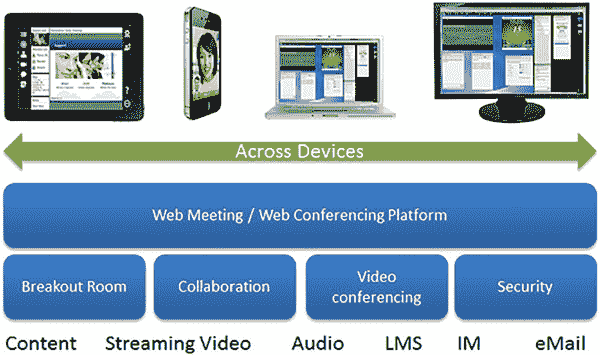 Across Devices
Web Meeting / Web Conferencing Platform
Breakout Room
Collaboration
Video
conferencing
Security
Content Streaming Video Audio LMS IM eMail